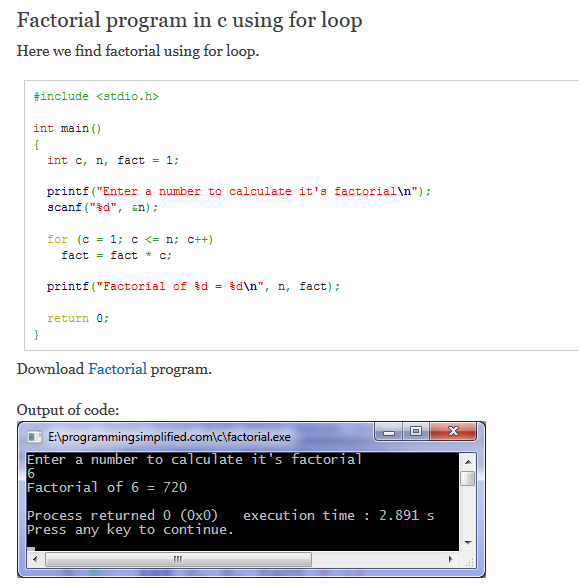 Factorial program in c using for loop
Here we find factorial using for loop.
#include <stdio.h>
int main()
{
int c, n, fact = 1;
printf("Enter a number to calculate it's factorial\n");
scanf("%d", &n);
for (c = 1; c <= n; c++)
fact = fact * c;
printf("Factorial of %d = %d\n", n, fact);
return 0;
}
Download Factorial program.
Output of code:
E:\programmingsimplified.com\c\factorial.exe
Enter a number to calculate it's factorial
6
Factorial of 6 = 720
Process returned 0 (0x0)   execution time : 2.891 s
Press any key to continue.